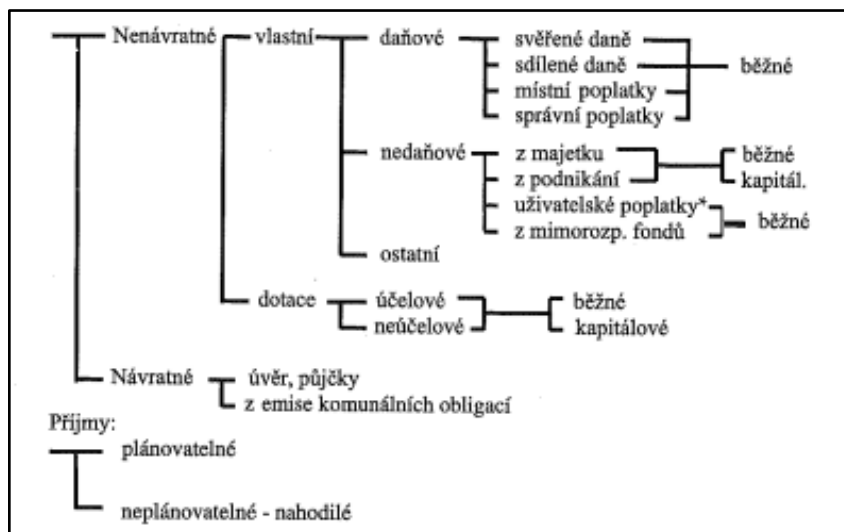 Nenávratné vlastní daňové svěřené daně
sdílené daně běžné
místní poplatky
správní poplatky
nedaňové z majetku běžné
z podnikání kapitál.
uživatelské poplatky*
z mimorozp. fondů běžné
ostatní
dotace účelové běžné
neúčelové kapitálové
Návratné úvěr, půjčky
z emise komunálních obligací
Příjmy:
plánovatelné
neplánovatelné - nahodilé